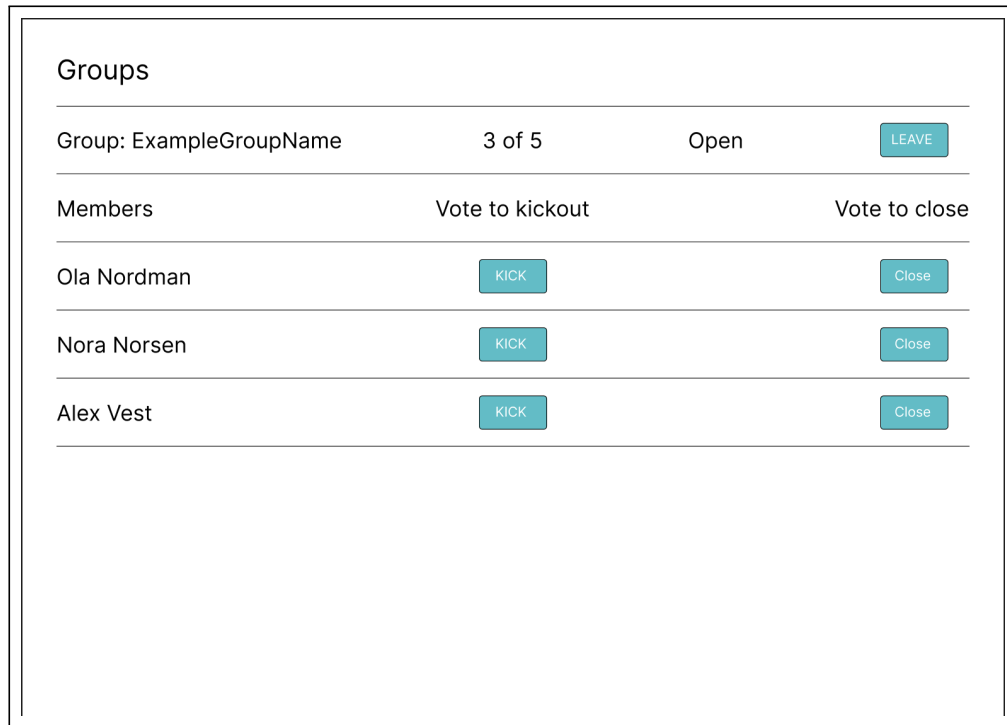 Groups
Group: ExampleGroupName 3 of 5 Open LEAVE
Members Vote to kickout Vote to close
Ola Nordman KICK Close
Nora Norsen KICK Close
Alex Vest KICK Close